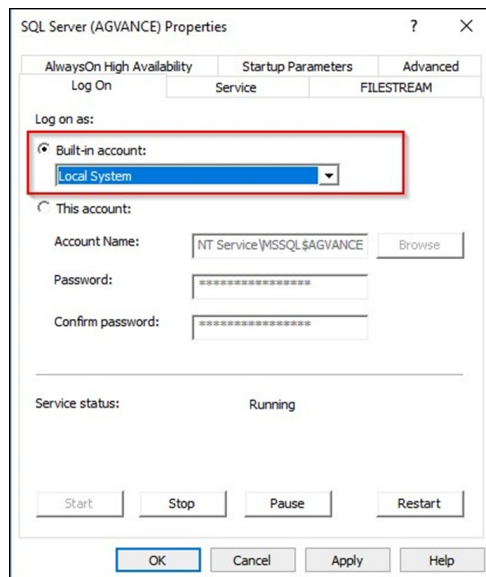 SQL Server (AGVANCE) Properties ? ×
AlwaysOn High Availability Startup Parameters Advanced
Log On Service FILESTREAM
Log on as:
Built-in account:
Local System
This account:
Account Name: NT Service\MSSQL$AGVANCE Browse
Password: ****************
Confirm password: ****************
Service status: Running
Start Stop Pause Restart
OK Cancel Apply Help